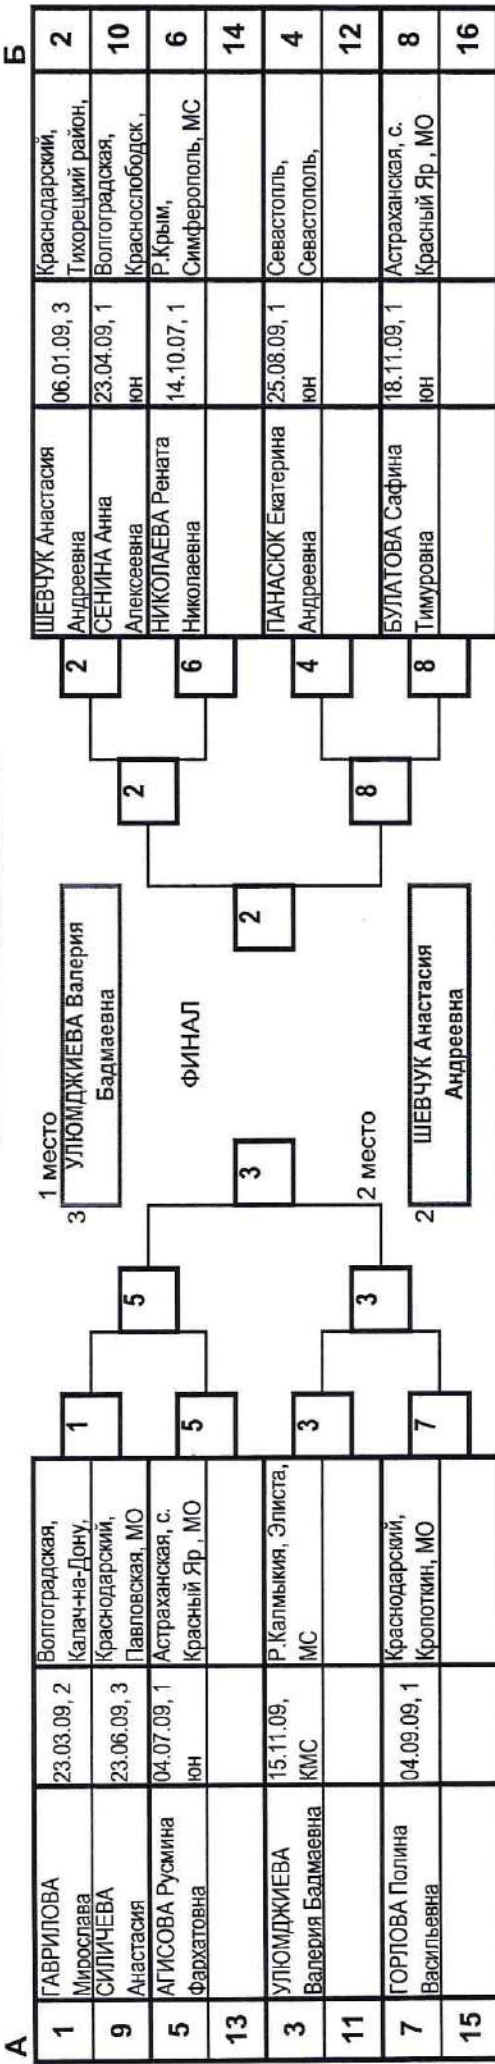 А
1
ГАВРИЛОВА
Мирослава
23.03.09, 2
Волгоградская,
Калач-на-Дону,
9
СИЛИЧЕВА
Анастасия
23.06.09, 3
Краснодарский,
Павловская, МО
5
АГИСОВА Русмина
Фархатовна
04.07.09, 1
юн
Астраханская, с.
Красный Яр , МО
13
3
УЛЮМДЖИЕВА
Валерия Бадмаевна
15.11.09,
КМС
Р.Калмыкия, Элиста,
МС
11
7
ГОРЛОВА Полина
Васильевна
04.09.09, 1
Краснодарский,
Кропоткин, МО
15
1
5
3
7
5
3
3
1 место
3
УЛЮМДЖИЕВА Валерия
Бадмаевна
ФИНАЛ
2 место
2
ШЕВЧУК Анастасия
Андреевна
2
2
8
2
6
4
8
Б
ШЕВЧУК Анастасия
Андреевна
06.01.09, 3
Краснодарский,
Тихорецкий район,
2
СЕНИНА Анна
Алексеевна
23.04.09, 1
юн
Волгоградская,
Краснослободск ,
10
НИКОЛАЕВА Рената
Николаевна
14.10.07, 1
Р.Крым,
Симферополь, МС
6
14
ПАНАСЮК Екатерина
Андреевна
25.08.09, 1
юн
Севастопль,
Севастополь,
4
12
БУЛАТОВА Сафина
Тимуровна
18.11.09, 1
юн
Астраханская, с.
Красный Яр , МО
8
16